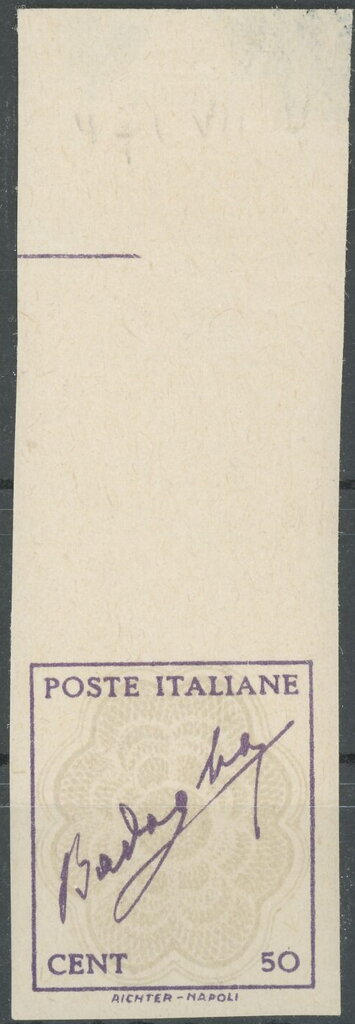 POSTE ITALIANE
Badoglio
CENT 50
RICHTER-NAPOLI